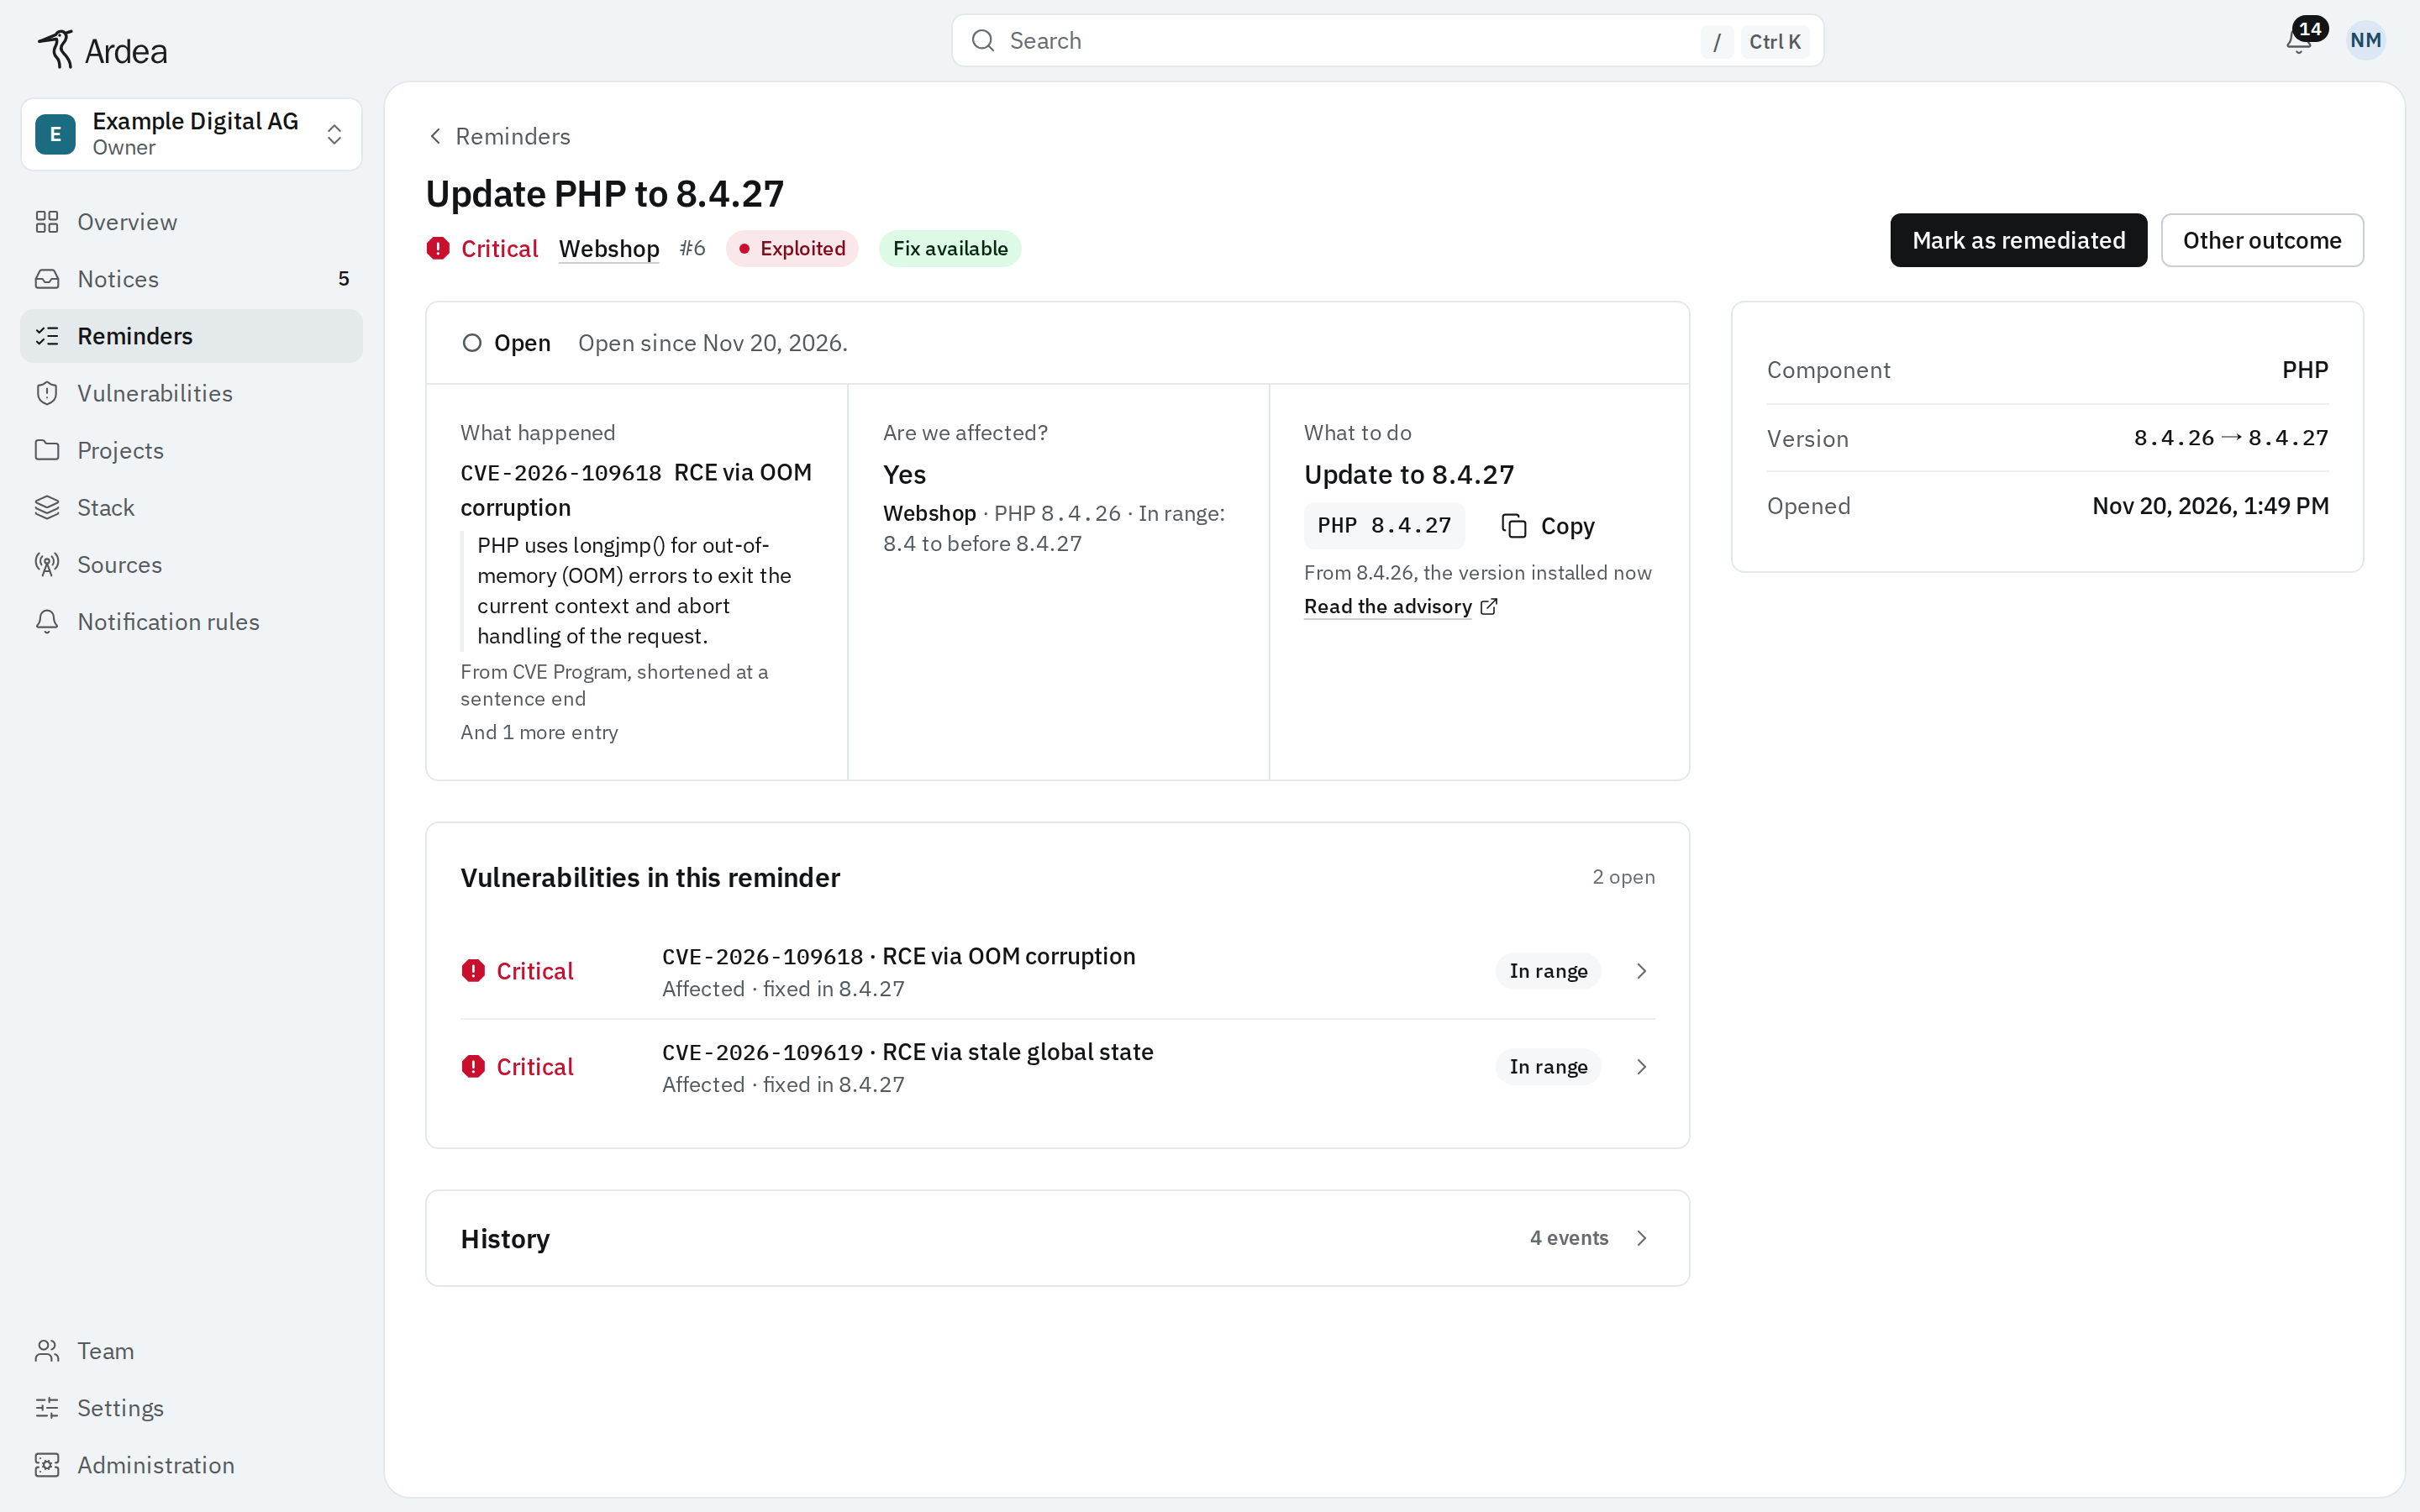 Ardea
Search
/
Ctrl K
14
NM
E
Example Digital AG
Owner
Overview
Notices
5
Reminders
Vulnerabilities
Projects
Stack
Sources
Notification rules
Team
Settings
Administration
Reminders
Update PHP to 8.4.27
Critical
Webshop
#6
Exploited
Fix available
Mark as remediated
Other outcome
Open
Open since Nov 20, 2026.
What happened
CVE-2026-109618 RCE via OOM
corruption
PHP uses longjmp() for out-of-
memory (OOM) errors to exit the
current context and abort
handling of the request.
From CVE Program, shortened at a
sentence end
And 1 more entry
Are we affected?
Yes
Webshop · PHP 8.4.26 · In range:
8.4 to before 8.4.27
What to do
Update to 8.4.27
PHP 8.4.27
Copy
From 8.4.26, the version installed now
Read the advisory
Component
PHP
Version
8.4.26 → 8.4.27
Opened
Nov 20, 2026, 1:49 PM
Vulnerabilities in this reminder
2 open
Critical
CVE-2026-109618 · RCE via OOM corruption
Affected · fixed in 8.4.27
In range
Critical
CVE-2026-109619 · RCE via stale global state
Affected · fixed in 8.4.27
In range
History
4 events